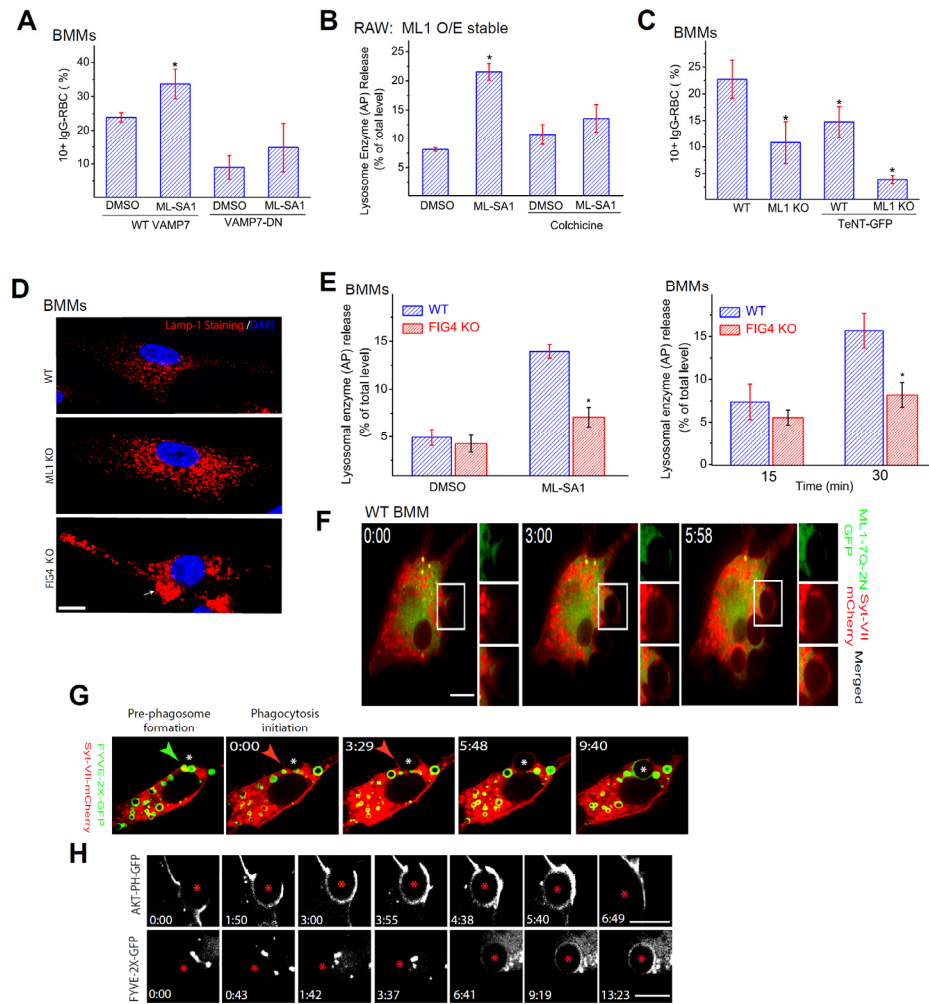 A
BMMs
10+ IgG-RBC ( %)
40
30
20
10
*
DMSO
ML-SA1
DMSO
ML-SA1
WT VAMP7
VAMP7-DN
B
RAW: ML1 O/E stable
Lysosome Enzyme (AP) Release
(% of total level)
25
20
15
10
5
*
DMSO
ML-SA1
DMSO
ML-SA1
Colchicine
C
BMMs
10+ IgG-RBC ( %)
30
25
20
15
10
5
*
*
*
WT
ML1 KO
WT
ML1 KO
TeNT-GFP
D
BMMs
Lamp-1 Staining /DAPI
WT
ML1 KO
FIG4 KO
E
BMMs
WT
FIG4 KO
Lysosomal enzyme (AP) release
(% of total level)
15
10
5
*
DMSO
ML-SA1
BMMs
WT
FIG4 KO
Lysosomal enzyme (AP) release
(% of total level)
15
10
5
0
*
15
30
Time (min)
F
WT BMM
0:00
3:00
5:58
ML1-7Q-2N
GFP
Syt-VII
mCherry
Merged
G
Pre-phagosome
formation
Phagocytosis
initiation
FYVE-2X-GFP
Syt-VII-mCherry
*
0:00
*
3:29
*
5:48
*
9:40
*
H
AKT-PH-GFP
*
*
*
*
*
*
*
0:00
1:50
3:00
3:55
4:38
5:40
6:49
FYVE-2X-GFP
*
*
*
*
*
*
*
0:00
0:43
1:42
3:37
6:41
9:19
13:23